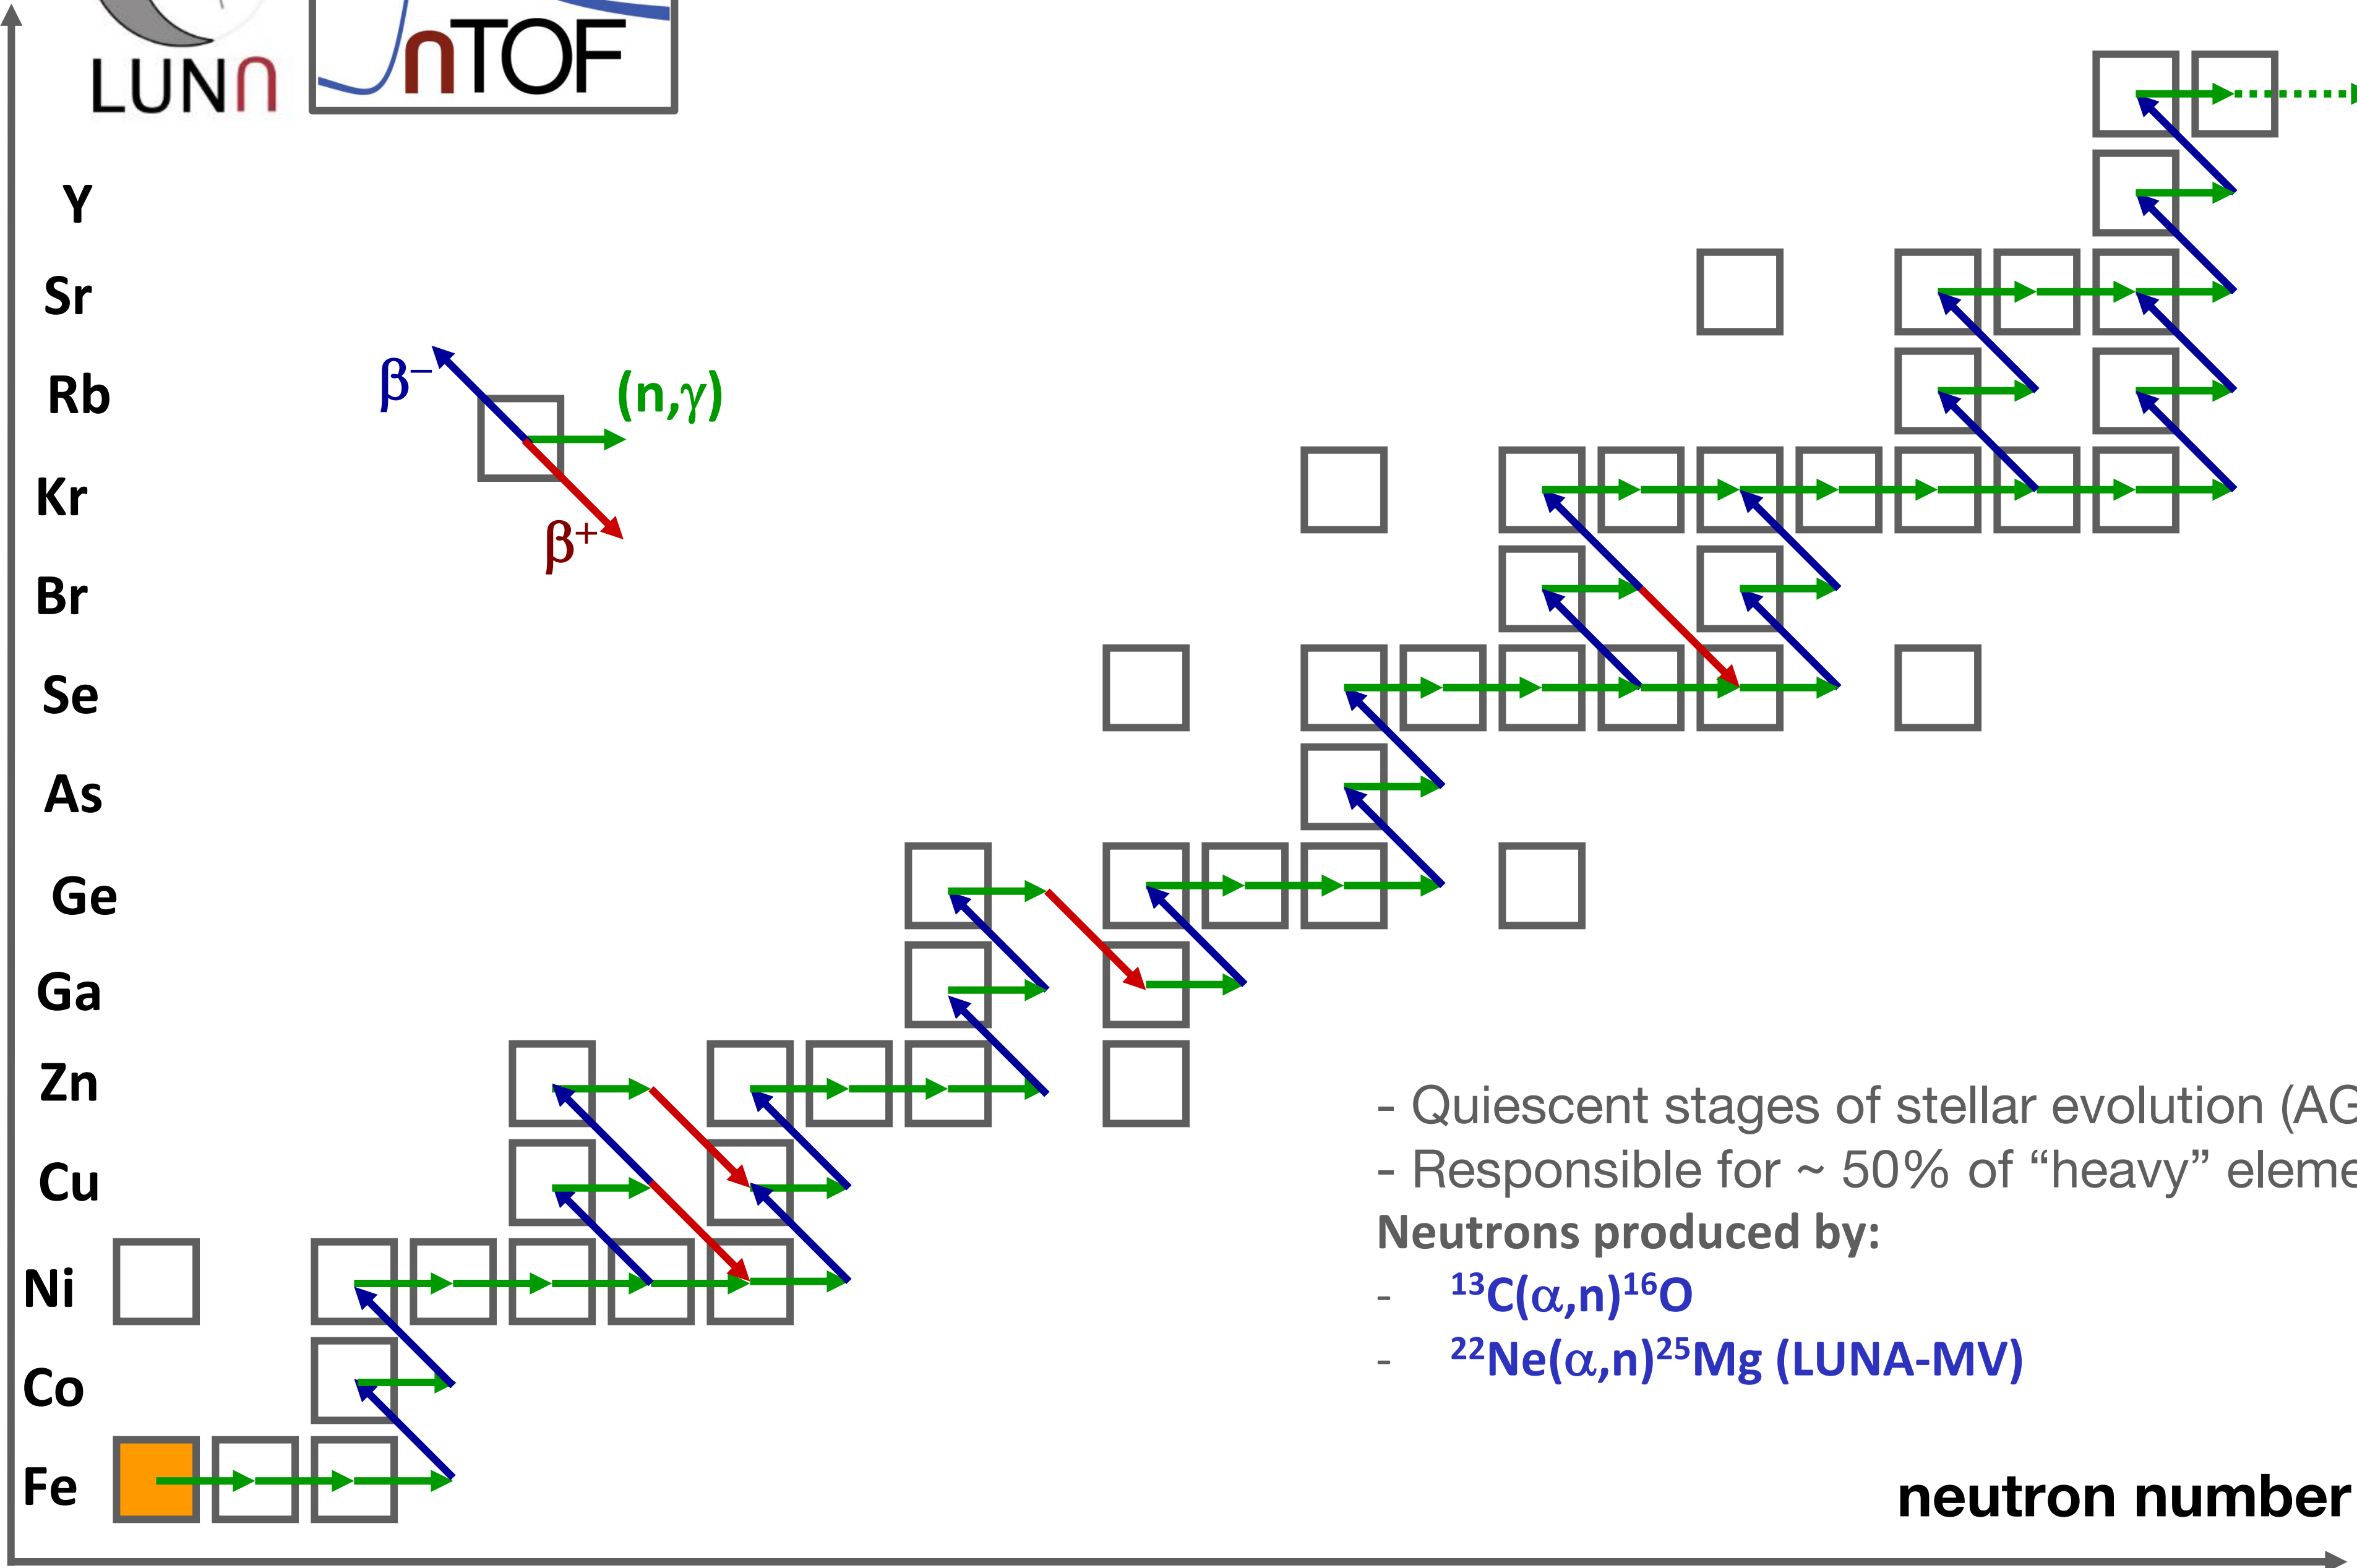 LUNA
nTOF
Y
Sr
Rb
β⁻
(n,γ)
Kr
β⁺
Br
Se
As
Ge
Ga
Zn
- Quiescent stages of stellar evolution (AG
Cu
- Responsible for ~ 50% of “heavy” eleme
Neutrons produced by:
Ni
- ¹³C(α,n)¹⁶O
- ²²Ne(α,n)²⁵Mg (LUNA-MV)
Co
Fe
neutron number